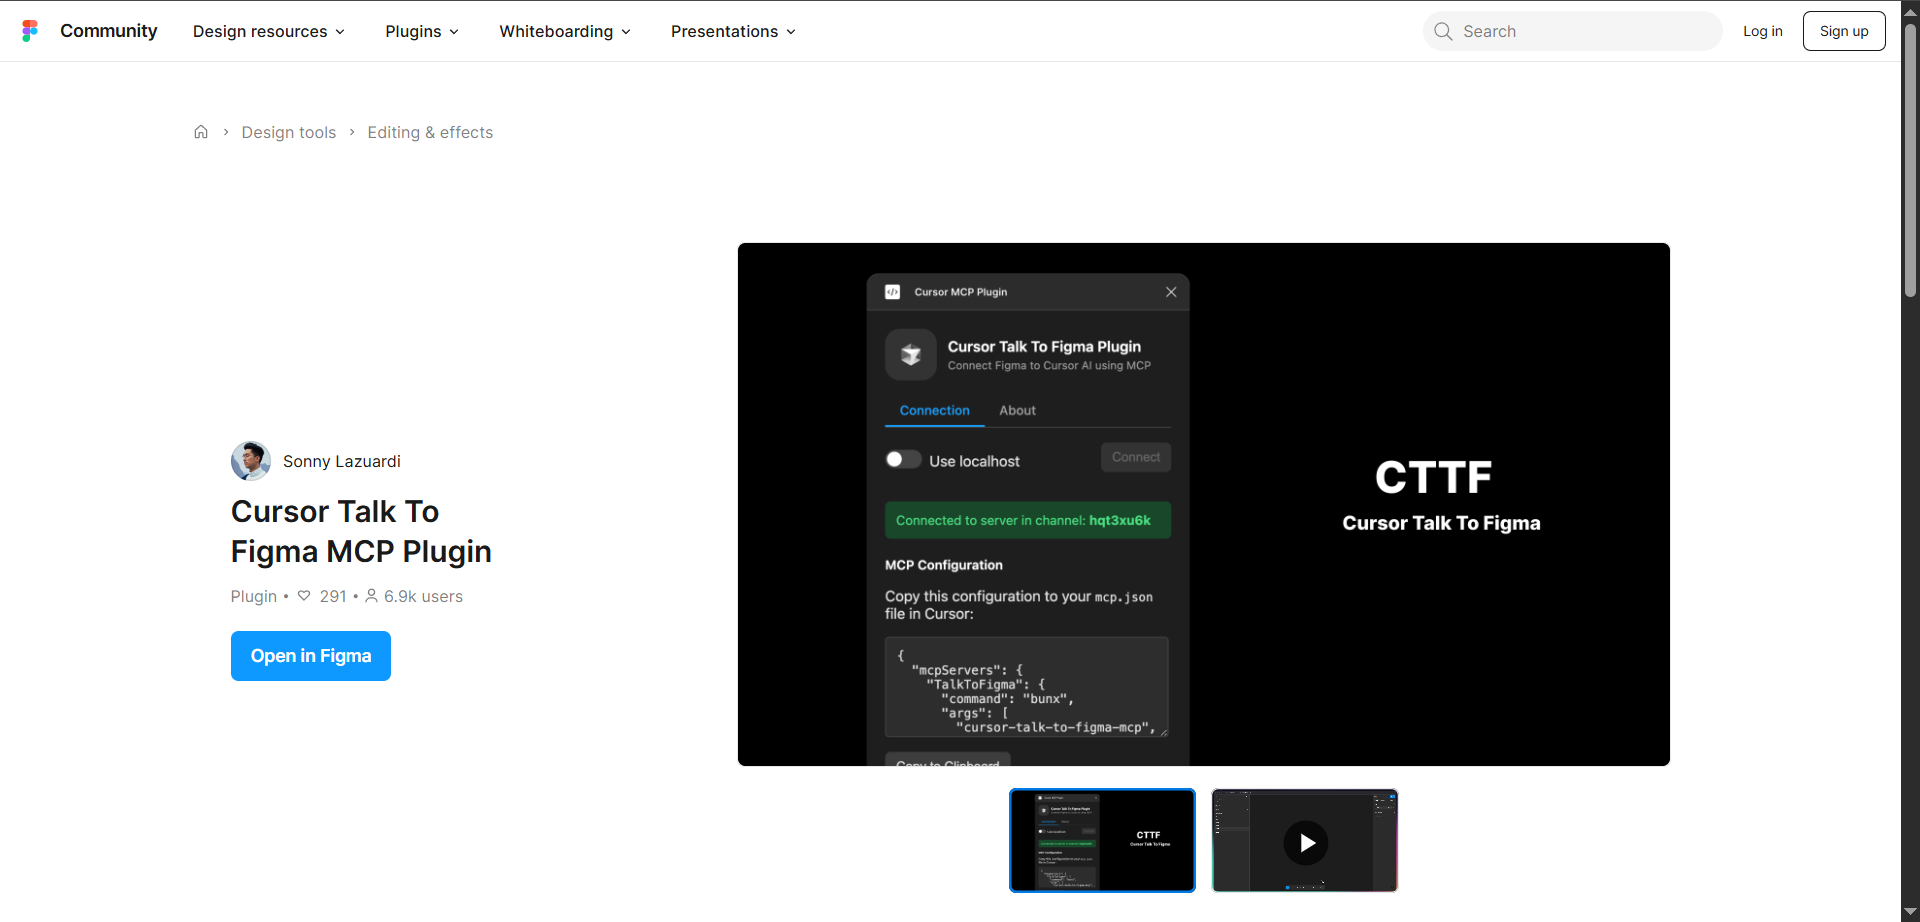 Community
Design resources
Plugins
Whiteboarding
Presentations
Search
Log in
Sign up
Design tools
Editing & effects
Sonny Lazuardi
Cursor Talk To
Figma MCP Plugin
Plugin • 291 • 6.9k users
Open in Figma
Cursor MCP Plugin
Cursor Talk To Figma Plugin
Connect Figma to Cursor AI using MCP
Connection
About
Use localhost
Connect
Connected to server in channel: hqt3xu6k
MCP Configuration
Copy this configuration to your mcp.json
file in Cursor:
{
"mcpServers": {
"TalkToFigma": {
"command": "bunx",
"args": [
"cursor-talk-to-figma-mcp",
Copy to Clipboard
CTTF
Cursor Talk To Figma
CTTF
Cursor Talk To Figma